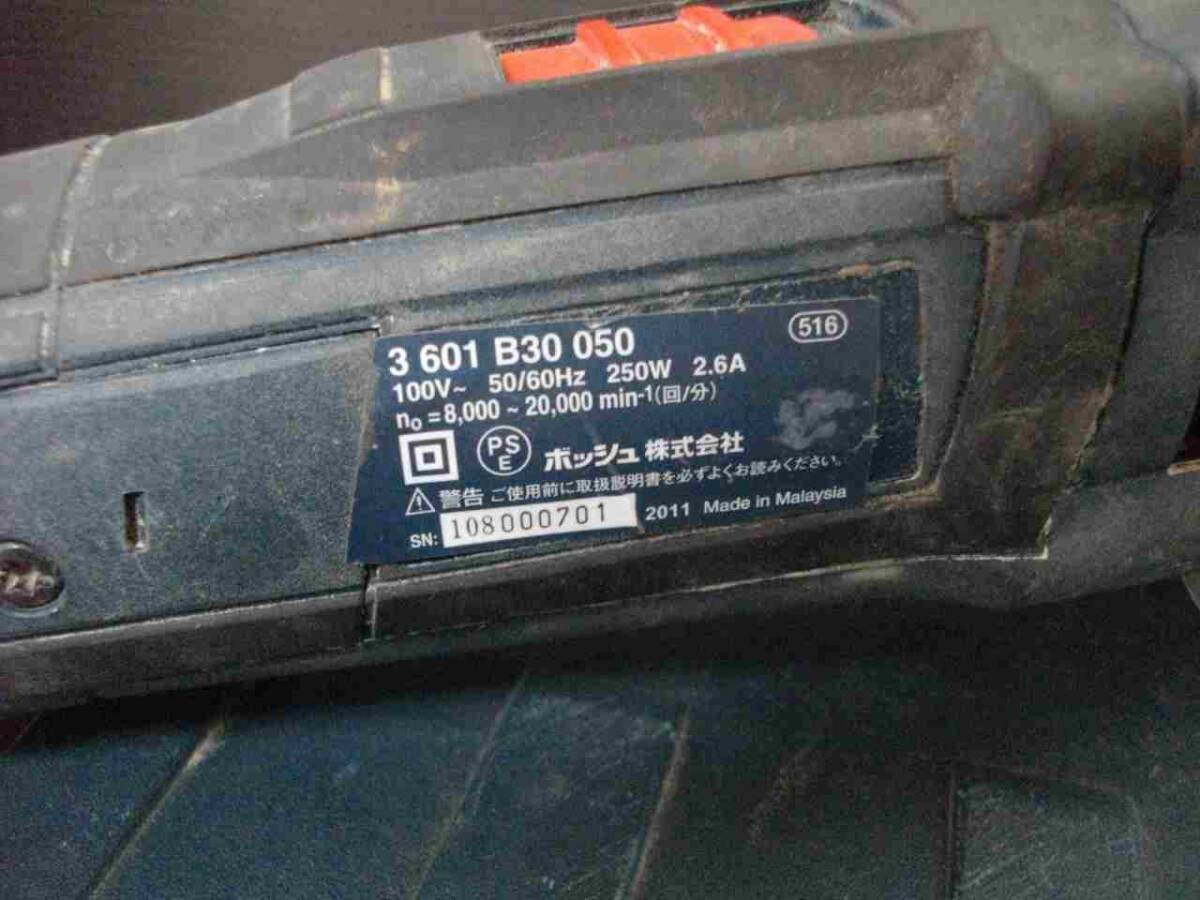 3 601 B30 050
516
100V~ 50/60Hz 250W 2.6A
n₀ = 8,000 ~ 20,000 min⁻¹(回/分)
PS
E
ボッシュ 株式会社
警告 ご使用前に取扱説明書を必ずよくお読みください。
SN: 108000701 2011 Made in Malaysia